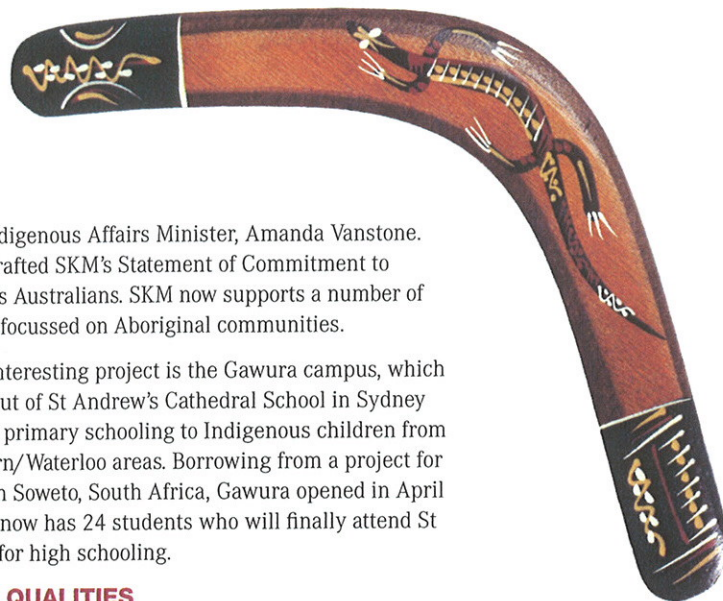 digenous Affairs Minister, Amanda Vanstone.
rafted SKM's Statement of Commitment to
s Australians. SKM now supports a number of
focussed on Aboriginal communities.
nteresting project is the Gawura campus, which
ut of St Andrew's Cathedral School in Sydney
primary schooling to Indigenous children from
rn/Waterloo areas. Borrowing from a project for
n Soweto, South Africa, Gawura opened in April
now has 24 students who will finally attend St
for high schooling.
QUALITIES